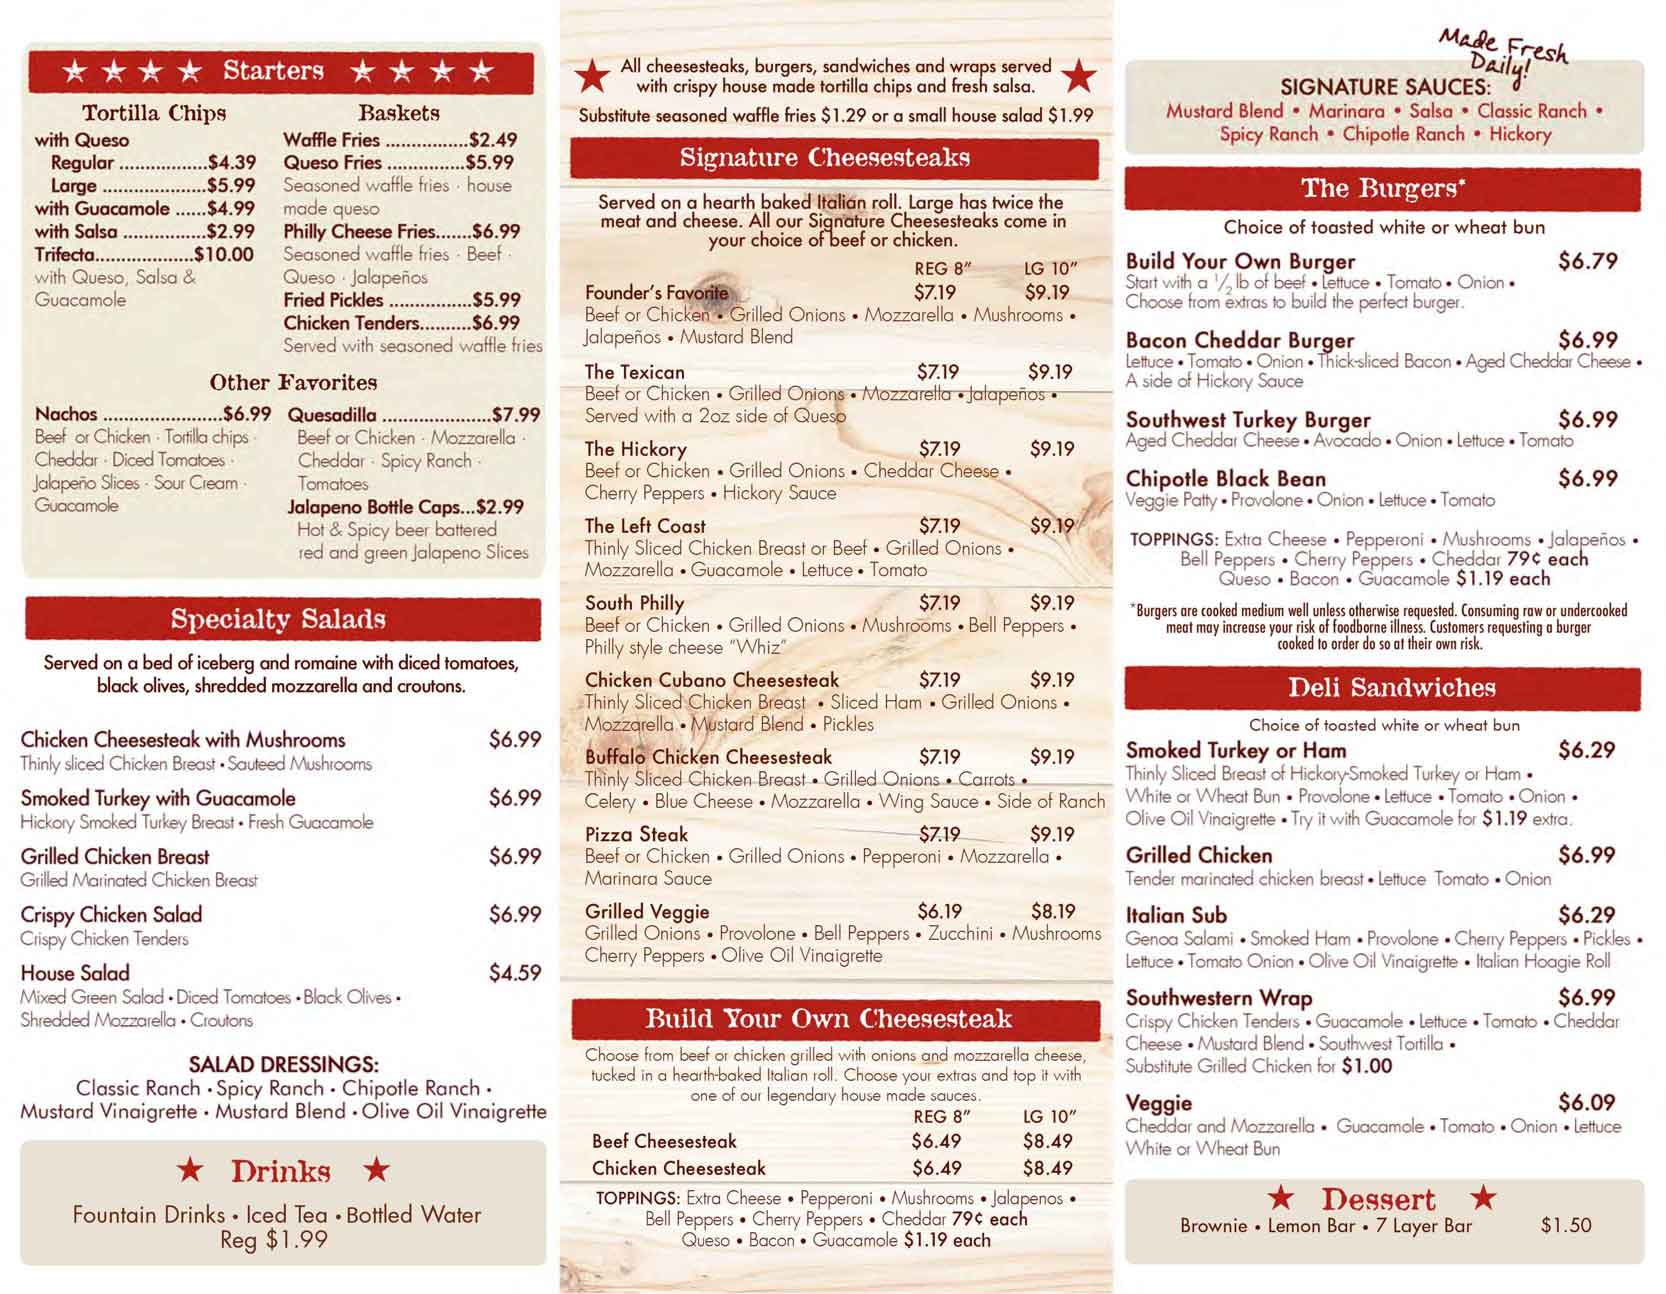 ★ ★ ★ ★ Starters ★ ★ ★ ★
Tortilla Chips
with Queso
Regular .................$4.39
Large ....................$5.99
with Guacamole ......$4.99
with Salsa ................$2.99
Trifecta...................$10.00
with Queso, Salsa &
Guacamole
Baskets
Waffle Fries ................$2.49
Queso Fries ...............$5.99
Seasoned waffle fries · house
made queso
Philly Cheese Fries.......$6.99
Seasoned waffle fries · Beef ·
Queso · Jalapeños
Fried Pickles ................$5.99
Chicken Tenders..........$6.99
Served with seasoned waffle fries
Other Favorites
Nachos .......................$6.99
Beef or Chicken · Tortilla chips ·
Cheddar · Diced Tomatoes ·
Jalapeño Slices · Sour Cream ·
Guacamole
Quesadilla .....................$7.99
Beef or Chicken · Mozzarella ·
Cheddar · Spicy Ranch ·
Tomatoes
Jalapeno Bottle Caps...$2.99
Hot & Spicy beer battered
red and green Jalapeno Slices
Specialty Salads
Served on a bed of iceberg and romaine with diced tomatoes,
black olives, shredded mozzarella and croutons.
Chicken Cheesesteak with Mushrooms $6.99
Thinly sliced Chicken Breast • Sauteed Mushrooms
Smoked Turkey with Guacamole $6.99
Hickory Smoked Turkey Breast • Fresh Guacamole
Grilled Chicken Breast $6.99
Grilled Marinated Chicken Breast
Crispy Chicken Salad $6.99
Crispy Chicken Tenders
House Salad $4.59
Mixed Green Salad • Diced Tomatoes • Black Olives •
Shredded Mozzarella • Croutons
SALAD DRESSINGS:
Classic Ranch • Spicy Ranch • Chipotle Ranch •
Mustard Vinaigrette • Mustard Blend • Olive Oil Vinaigrette
★ Drinks ★
Fountain Drinks • Iced Tea • Bottled Water
Reg $1.99
★ All cheesesteaks, burgers, sandwiches and wraps served ★
with crispy house made tortilla chips and fresh salsa.
Substitute seasoned waffle fries $1.29 or a small house salad $1.99
Signature Cheesesteaks
Served on a hearth baked Italian roll. Large has twice the
meat and cheese. All our Signature Cheesesteaks come in
your choice of beef or chicken.
REG 8" LG 10"
Founder's Favorite $7.19 $9.19
Beef or Chicken • Grilled Onions • Mozzarella • Mushrooms •
Jalapeños • Mustard Blend
The Texican $7.19 $9.19
Beef or Chicken • Grilled Onions • Mozzarella • Jalapeños •
Served with a 2oz side of Queso
The Hickory $7.19 $9.19
Beef or Chicken • Grilled Onions • Cheddar Cheese •
Cherry Peppers • Hickory Sauce
The Left Coast $7.19 $9.19
Thinly Sliced Chicken Breast or Beef • Grilled Onions •
Mozzarella • Guacamole • Lettuce • Tomato
South Philly $7.19 $9.19
Beef or Chicken • Grilled Onions • Mushrooms • Bell Peppers •
Philly style cheese "Whiz"
Chicken Cubano Cheesesteak $7.19 $9.19
Thinly Sliced Chicken Breast • Sliced Ham • Grilled Onions •
Mozzarella • Mustard Blend • Pickles
Buffalo Chicken Cheesesteak $7.19 $9.19
Thinly Sliced Chicken Breast • Grilled Onions • Carrots •
Celery • Blue Cheese • Mozzarella • Wing Sauce • Side of Ranch
Pizza Steak $7.19 $9.19
Beef or Chicken • Grilled Onions • Pepperoni • Mozzarella •
Marinara Sauce
Grilled Veggie $6.19 $8.19
Grilled Onions • Provolone • Bell Peppers • Zucchini • Mushrooms
Cherry Peppers • Olive Oil Vinaigrette
Build Your Own Cheesesteak
Choose from beef or chicken grilled with onions and mozzarella cheese,
tucked in a hearth-baked Italian roll. Choose your extras and top it with
one of our legendary house made sauces.
REG 8" LG 10"
Beef Cheesesteak $6.49 $8.49
Chicken Cheesesteak $6.49 $8.49
TOPPINGS: Extra Cheese • Pepperoni • Mushrooms • Jalapenos •
Bell Peppers • Cherry Peppers • Cheddar 79¢ each
Queso • Bacon • Guacamole $1.19 each
Made Fresh
Daily!
SIGNATURE SAUCES:
Mustard Blend • Marinara • Salsa • Classic Ranch •
Spicy Ranch • Chipotle Ranch • Hickory
The Burgers*
Choice of toasted white or wheat bun
Build Your Own Burger $6.79
Start with a 1/2 lb of beef • Lettuce • Tomato • Onion •
Choose from extras to build the perfect burger.
Bacon Cheddar Burger $6.99
Lettuce • Tomato • Onion • Thick-sliced Bacon • Aged Cheddar Cheese •
A side of Hickory Sauce
Southwest Turkey Burger $6.99
Aged Cheddar Cheese • Avocado • Onion • Lettuce • Tomato
Chipotle Black Bean $6.99
Veggie Patty • Provolone • Onion • Lettuce • Tomato
TOPPINGS: Extra Cheese • Pepperoni • Mushrooms • Jalapeños •
Bell Peppers • Cherry Peppers • Cheddar 79¢ each
Queso • Bacon • Guacamole $1.19 each
*Burgers are cooked medium well unless otherwise requested. Consuming raw or undercooked
meat may increase your risk of foodborne illness. Customers requesting a burger
cooked to order do so at their own risk.
Deli Sandwiches
Choice of toasted white or wheat bun
Smoked Turkey or Ham $6.29
Thinly Sliced Breast of Hickory-Smoked Turkey or Ham •
White or Wheat Bun • Provolone • Lettuce • Tomato • Onion •
Olive Oil Vinaigrette • Try it with Guacamole for $1.19 extra.
Grilled Chicken $6.99
Tender marinated chicken breast • Lettuce Tomato • Onion
Italian Sub $6.29
Genoa Salami • Smoked Ham • Provolone • Cherry Peppers • Pickles •
Lettuce • Tomato Onion • Olive Oil Vinaigrette • Italian Hoagie Roll
Southwestern Wrap $6.99
Crispy Chicken Tenders • Guacamole • Lettuce • Tomato • Cheddar
Cheese • Mustard Blend • Southwest Tortilla •
Substitute Grilled Chicken for $1.00
Veggie $6.09
Cheddar and Mozzarella • Guacamole • Tomato • Onion • Lettuce
White or Wheat Bun
★ Dessert ★
Brownie • Lemon Bar • 7 Layer Bar $1.50